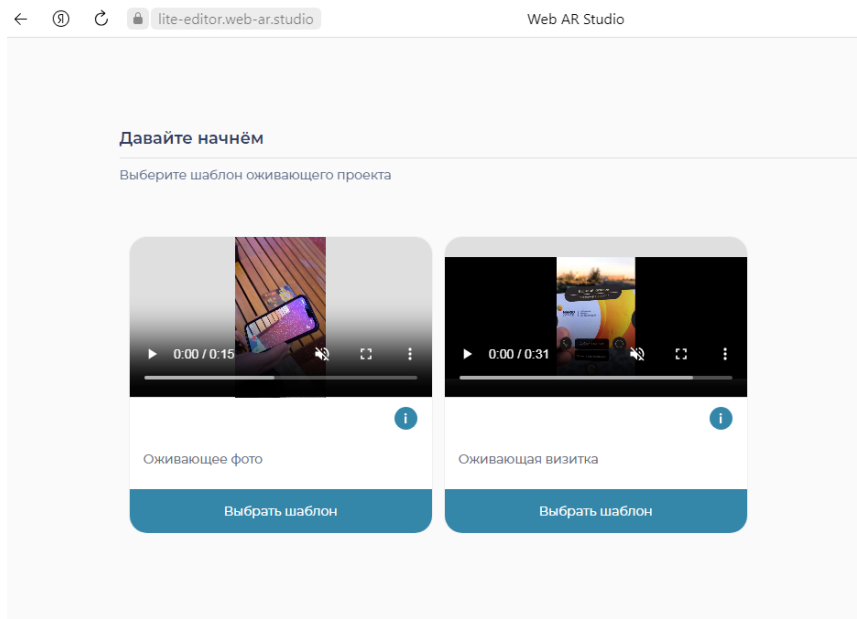 lite-editor.web-ar.studio
Web AR Studio
Давайте начнём
Выберите шаблон оживающего проекта
0:00 / 0:15
0:00 / 0:31
Оживающее фото
Оживающая визитка
Выбрать шаблон
Выбрать шаблон